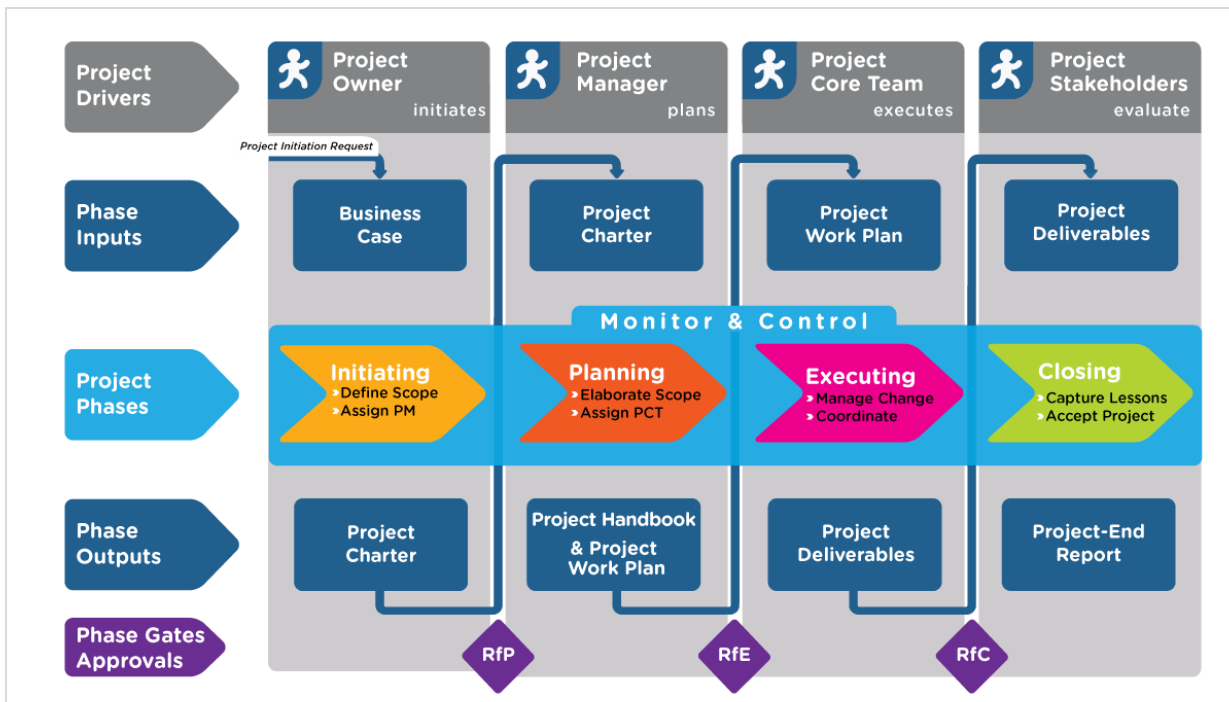 Project
Drivers
Project
Owner
initiates
Project
Manager
plans
Project
Core Team
executes
Project
Stakeholders
evaluate
Project Initiation Request
Phase
Inputs
Business
Case
Project
Charter
Project
Work Plan
Project
Deliverables
Monitor & Control
Project
Phases
Initiating
» Define Scope
» Assign PM
Planning
» Elaborate Scope
» Assign PCT
Executing
» Manage Change
» Coordinate
Closing
» Capture Lessons
» Accept Project
Phase
Outputs
Project
Charter
Project Handbook
& Project
Work Plan
Project
Deliverables
Project-End
Report
Phase Gates
Approvals
RfP
RfE
RfC